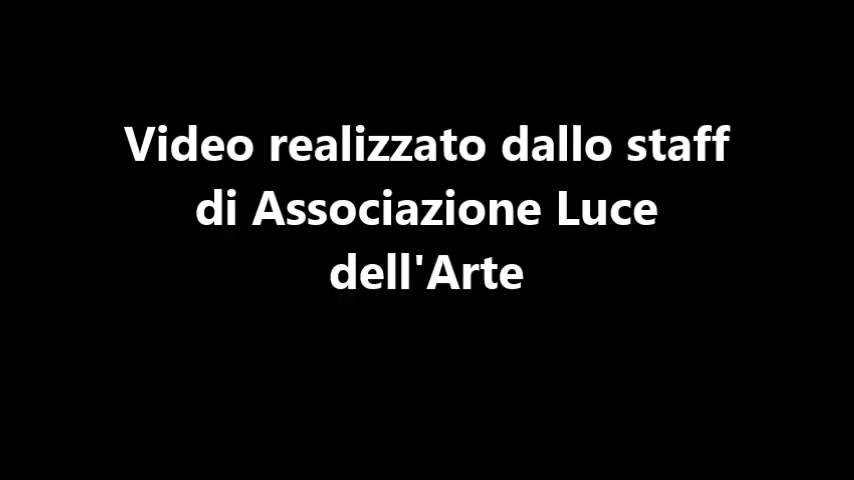 Video realizzato dallo staff
di Associazione Luce
dell'Arte